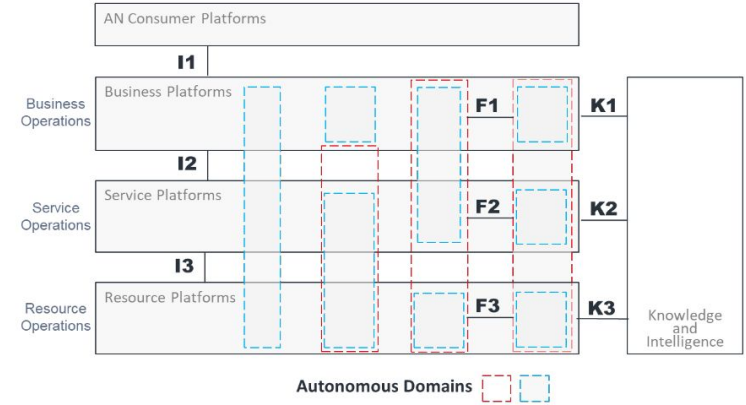 AN Consumer Platforms
I1
Business Platforms
Business
Operations
F1
K1
I2
Service Platforms
Service
Operations
F2
K2
I3
Resource Platforms
Resource
Operations
F3
K3
Knowledge
and
Intelligence
Autonomous Domains